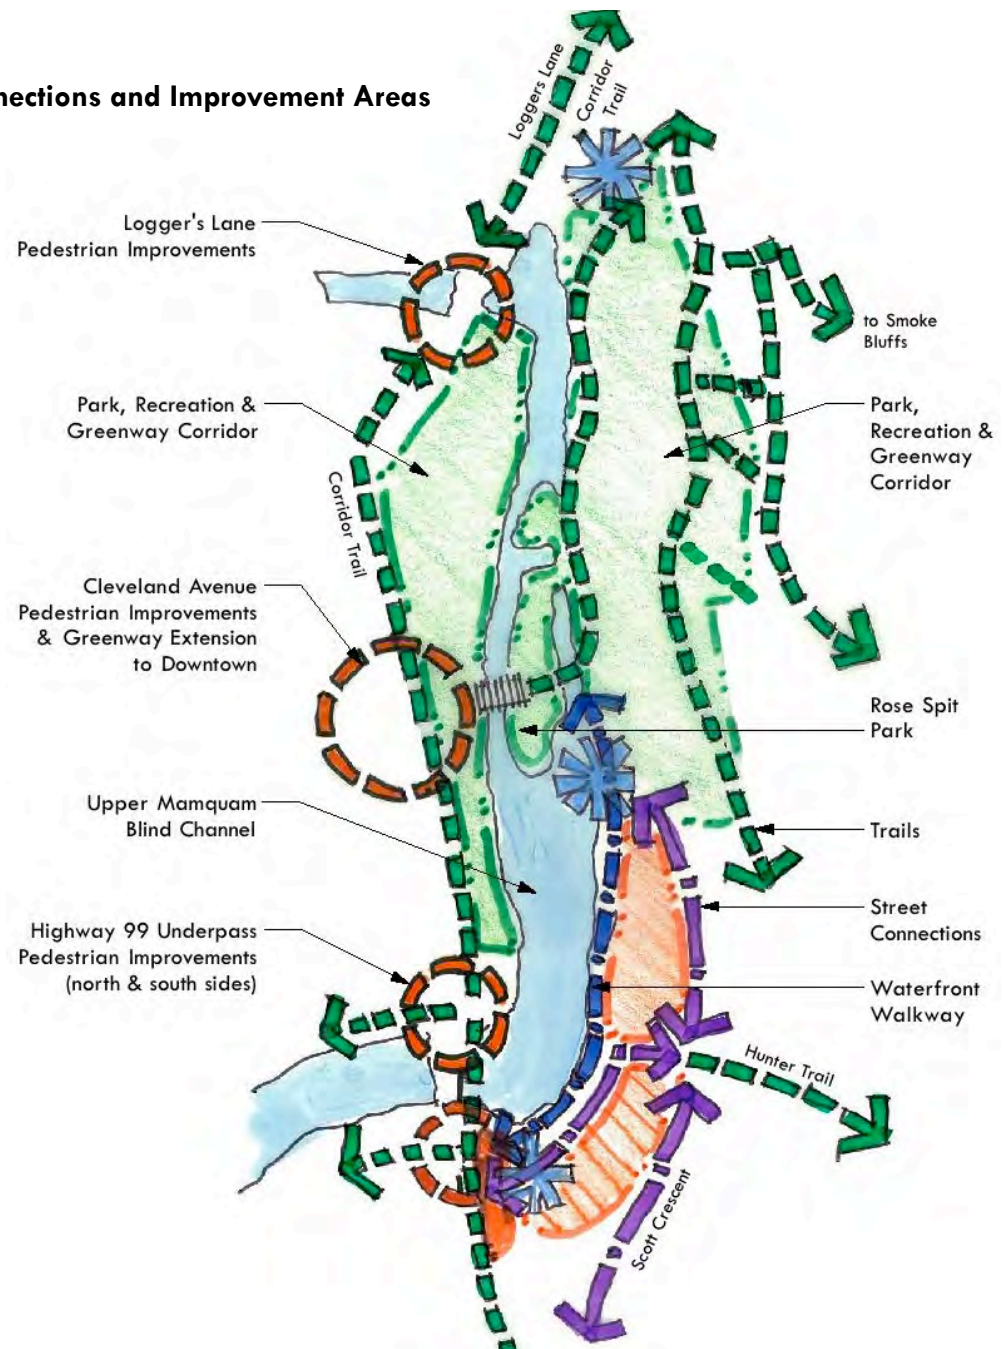 nections and Improvement Areas
Loggers Lane
Corridor
Trail
Logger's Lane
Pedestrian Improvements
to Smoke
Bluffs
Park, Recreation &
Greenway Corridor
Park,
Recreation &
Greenway
Corridor
Corridor Trail
Cleveland Avenue
Pedestrian Improvements
& Greenway Extension
to Downtown
Rose Spit
Park
Upper Mamquam
Blind Channel
Trails
Street
Connections
Highway 99 Underpass
Pedestrian Improvements
(north & south sides)
Waterfront
Walkway
Hunter Trail
Scott Crescent